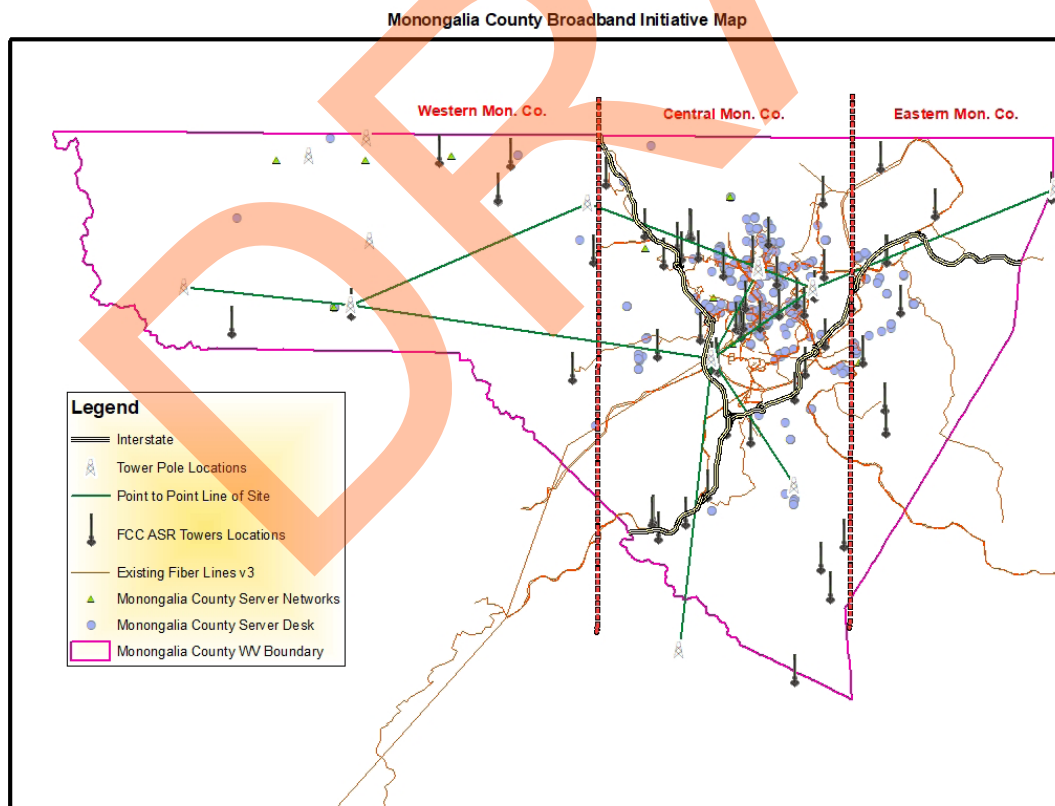 Monongalia County Broadband Initiative Map
Western Mon. Co.
Central Mon. Co.
Eastern Mon. Co.
Legend
Interstate
Tower Pole Locations
Point to Point Line of Site
FCC ASR Towers Locations
Existing Fiber Lines v3
Monongalia County Server Networks
Monongalia County Server Desk
Monongalia County WV Boundary